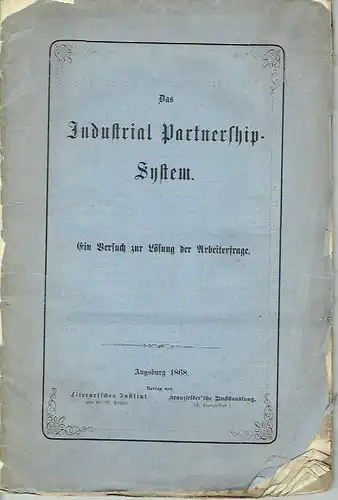 Das
Industrial Partnership-
System.
Ein Versuch zur Lösung der Arbeiterfrage.
Augsburg 1868.
Verlag von
Literarisches Institut Kranzfelder'sche Buchhandlung.